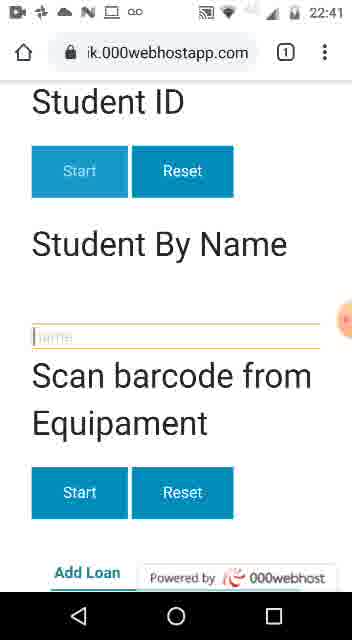 22:41
ik.000webhostapp.com
1
Student ID
Start Reset
Student By Name
name
Scan barcode from
Equipament
Start Reset
Add Loan
Powered by 000webhost